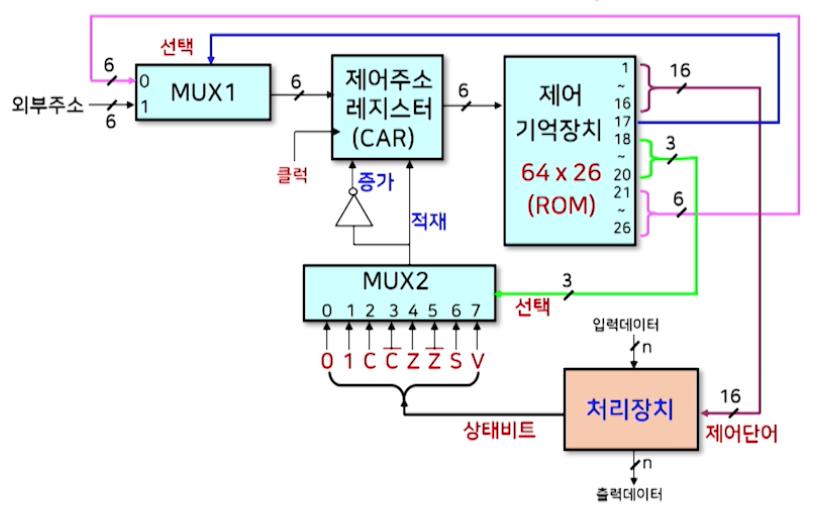 선택
6
0
MUX1
1
외부주소
6
6
제어주소
레지스터
(CAR)
클럭
6
제어
기억장치
64 x 26
(ROM)
1
~
16
17
18
~
20
21
~
26
16
3
6
증가
적재
MUX2
0 1 2 3 4 5 6 7
0 1 C C̅ Z Z̅ S V
선택
3
상태비트
입력데이터
n
처리장치
16
제어단어
n
출력데이터